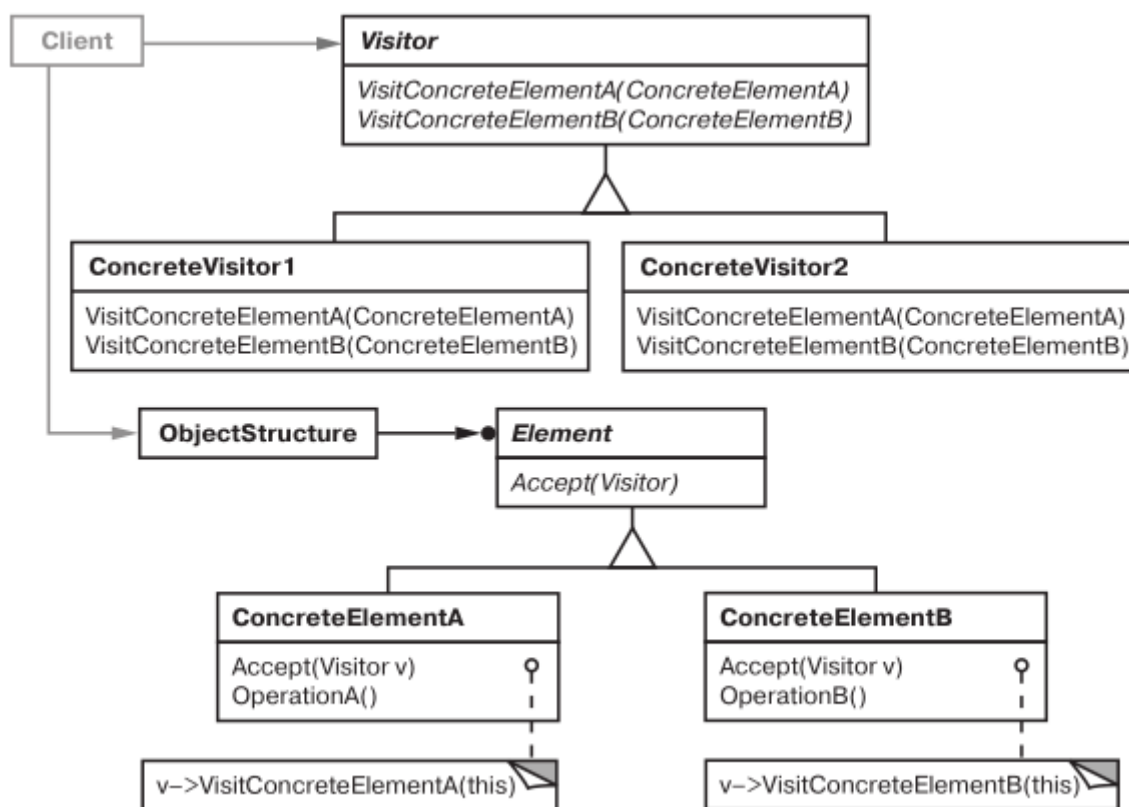 Client
Visitor
VisitConcreteElementA(ConcreteElementA)
VisitConcreteElementB(ConcreteElementB)
ConcreteVisitor1
VisitConcreteElementA(ConcreteElementA)
VisitConcreteElementB(ConcreteElementB)
ConcreteVisitor2
VisitConcreteElementA(ConcreteElementA)
VisitConcreteElementB(ConcreteElementB)
ObjectStructure
Element
Accept(Visitor)
ConcreteElementA
Accept(Visitor v)
OperationA()
v–>VisitConcreteElementA(this)
ConcreteElementB
Accept(Visitor v)
OperationB()
v–>VisitConcreteElementB(this)